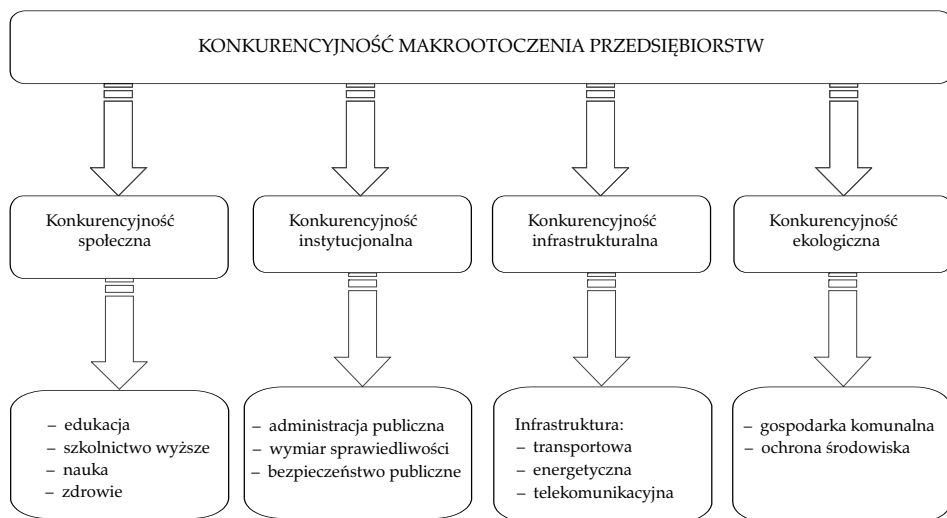 KONKURENCYJNOŚĆ MAKROOTOCZENIA PRZEDSIĘBIORSTW
Konkurencyjność
społeczna
Konkurencyjność
instytucjonalna
Konkurencyjność
infrastrukturalna
Konkurencyjność
ekologiczna
– edukacja
– szkolnictwo wyższe
– nauka
– zdrowie
– administracja publiczna
– wymiar sprawiedliwości
– bezpieczeństwo publiczne
Infrastruktura:
– transportowa
– energetyczna
– telekomunikacyjna
– gospodarka komunalna
– ochrona środowiska